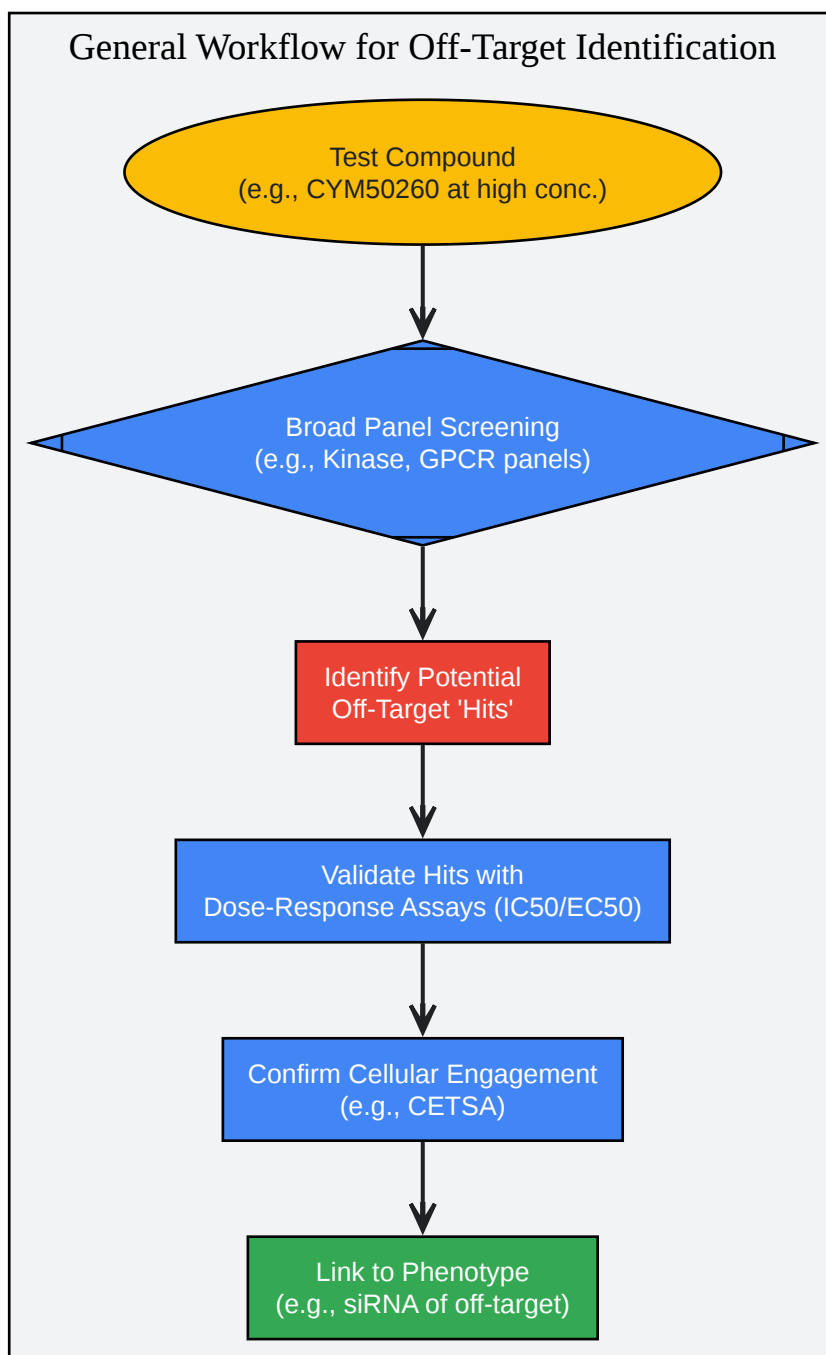 General Workflow for Off-Target Identification
Test Compound
(e.g., CYM50260 at high conc.)
Broad Panel Screening
(e.g., Kinase, GPCR panels)
Identify Potential
Off-Target 'Hits'
Validate Hits with
Dose-Response Assays (IC50/EC50)
Confirm Cellular Engagement
(e.g., CETSA)
Link to Phenotype
(e.g., siRNA of off-target)